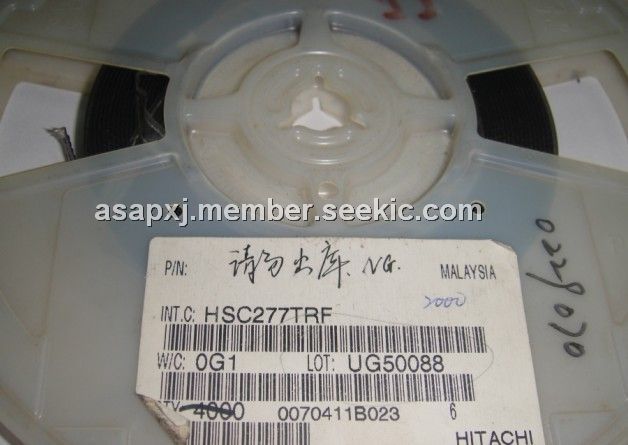 asapxj.member.seekic.com
P/N: 请勿出库. NG. MALAYSIA
2000
INT.C: HSC277TRF
W/C: 0G1 LOT: UG50088
4000 0070411B023 6
HITACHI